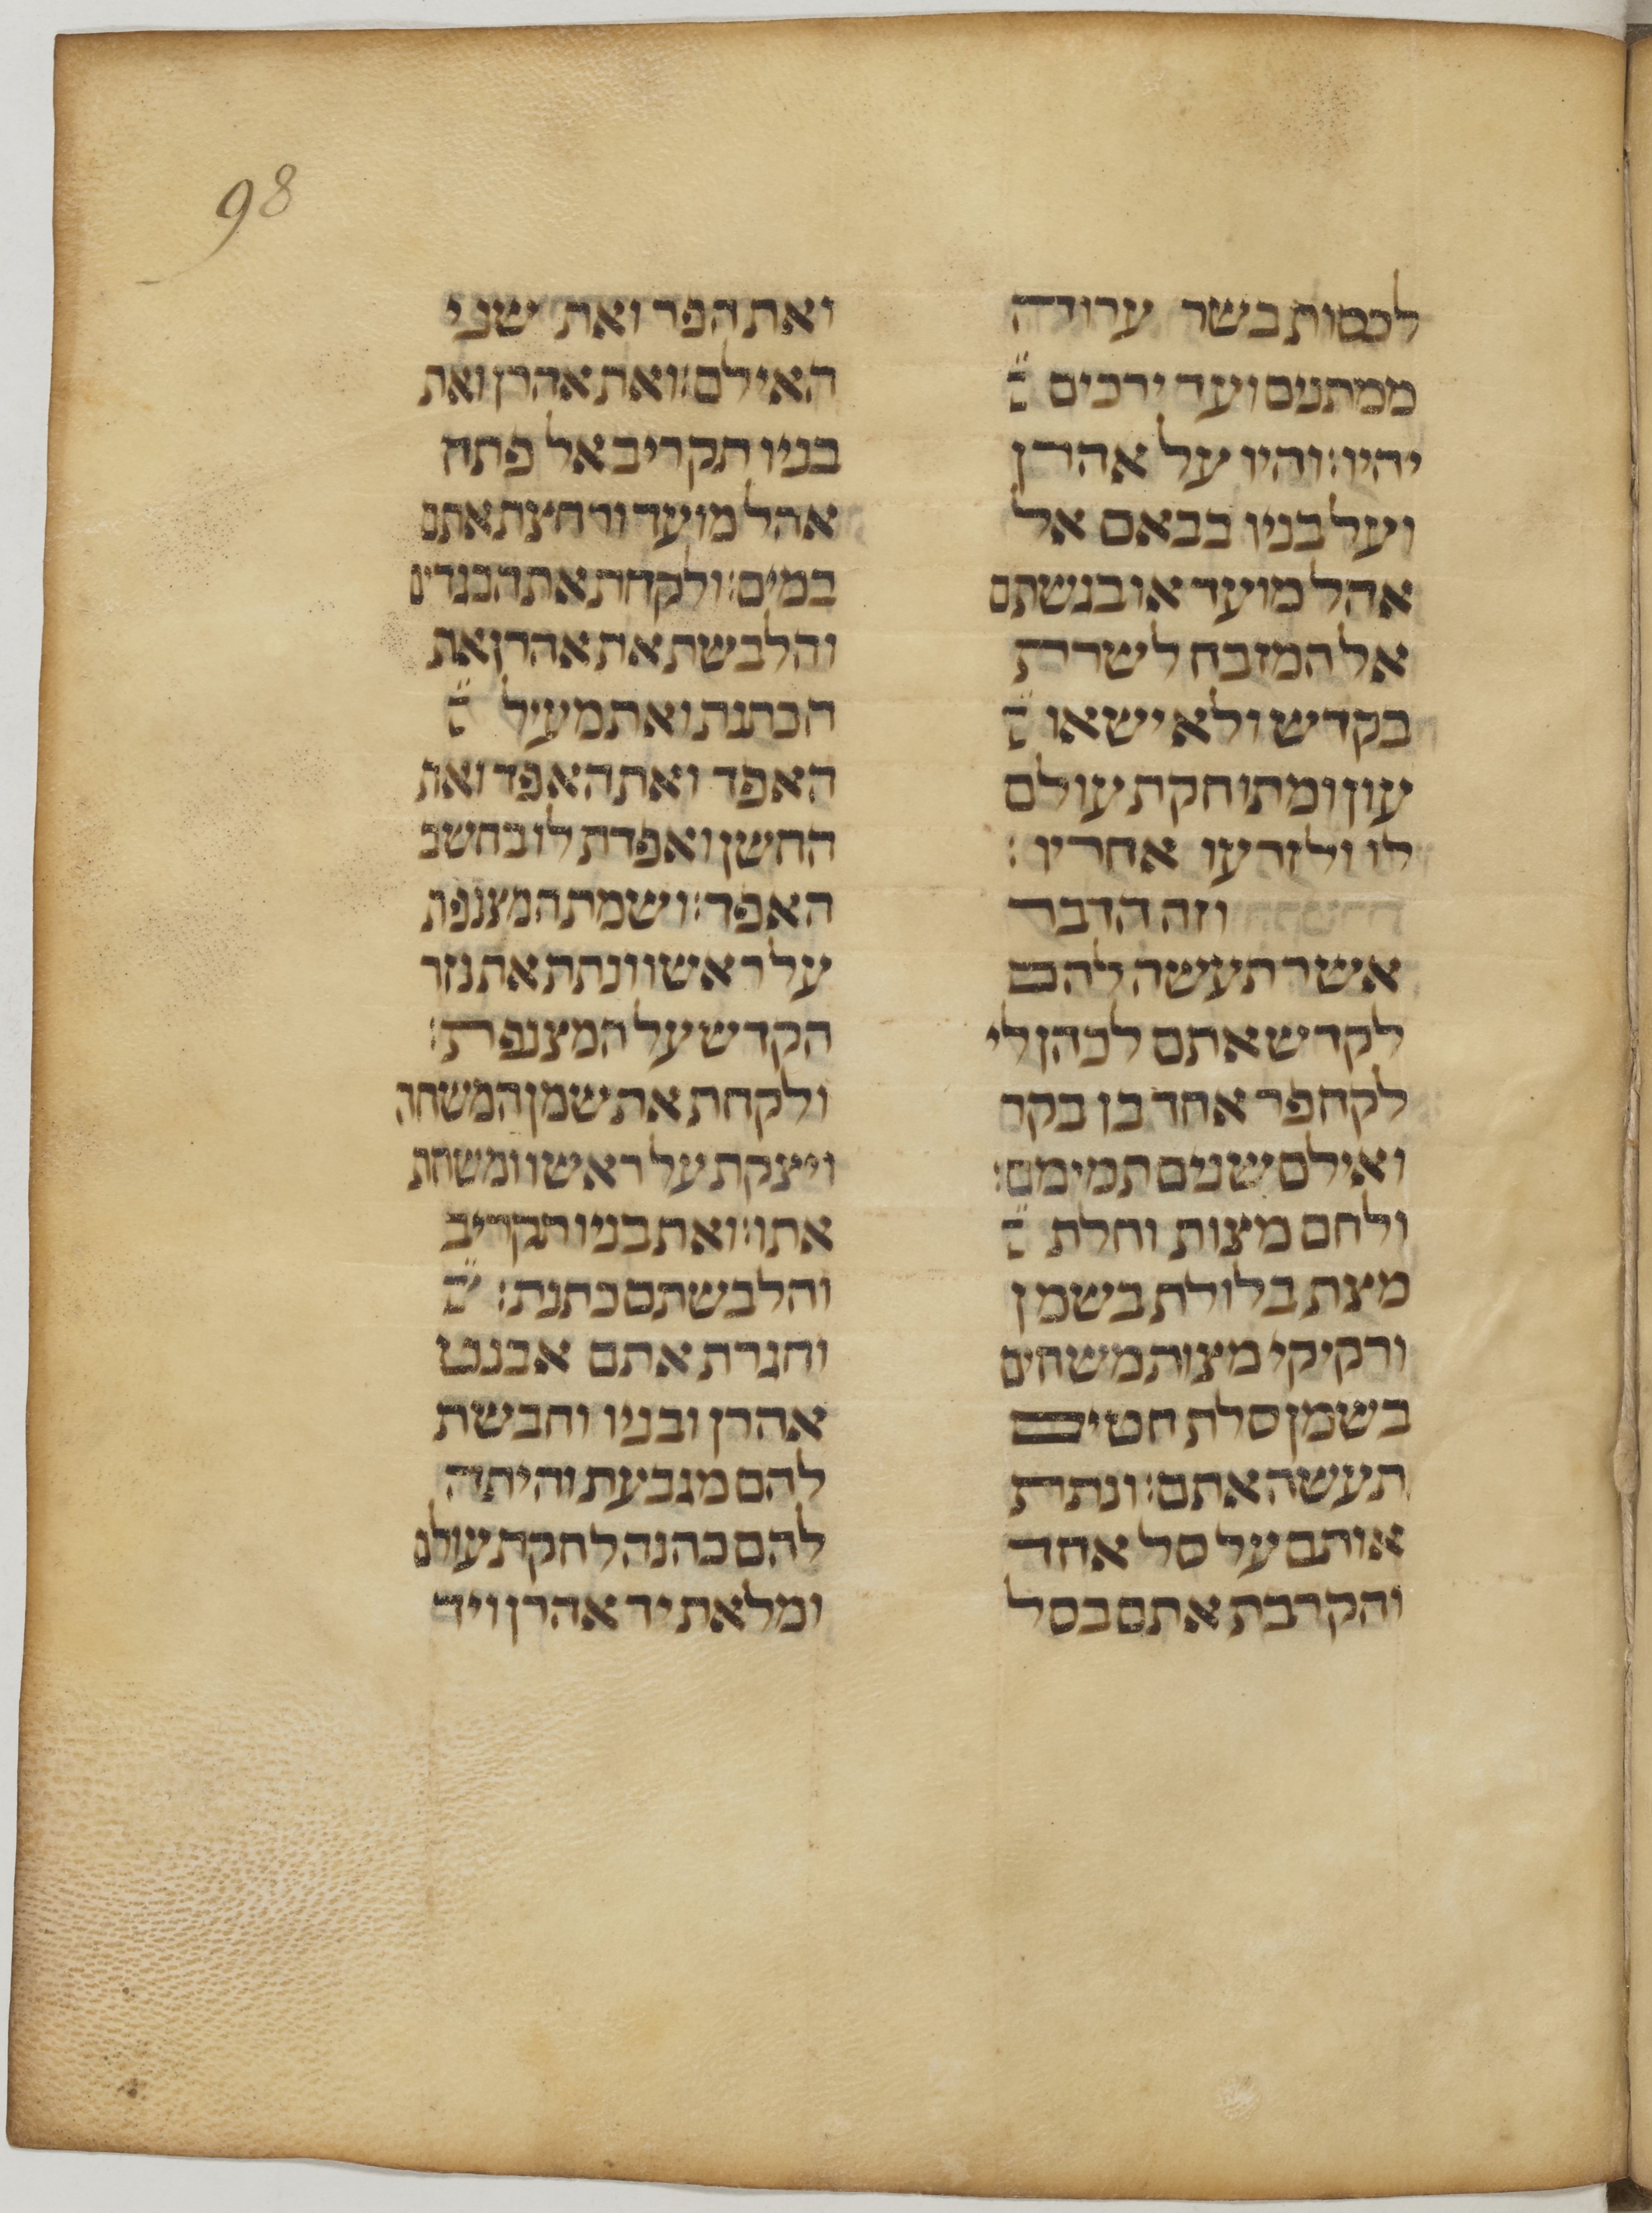 98
לכסות בשר ערוה
ממתנים ועד ירכים
יהיו: והיו על אהרן
ועל בניו בבאם אל
אהל מועד או בגשתם
אל המזבח לשרת
בקדש ולא ישאו
עון ומתו חקת עולם
לו ולזרעו אחריו:
וזה הדבר
אשר תעשה להם
לקדש אתם לכהן לי
לקח פר אחד בן בקר
ואילם שנים תמימם:
ולחם מצות וחלת
מצת בלולת בשמן
ורקיקי מצות משחים
בשמן סלת חטים
תעשה אתם: ונתת
אותם על סל אחד
והקרבת אתם בסל
ואת הפר ואת שני
האילם: ואת אהרן ואת
בניו תקריב אל פתח
אהל מועד ורחצת אתם
במים: ולקחת את הבגדים
והלבשת את אהרן את
הכתנת ואת מעיל
האפד ואת האפד ואת
החשן ואפדת לו בחשב
האפד: ושמת המצנפת
על ראשו ונתת את נזר
הקדש על המצנפת:
ולקחת את שמן המשחה
ויצקת על ראשו ומשחת
אתו: ואת בניו תקריב
והלבשתם כתנת:
וחגרת אתם אבנט
אהרן ובניו וחבשת
להם מגבעת והיתה
להם כהנה לחקת עולם
ומלאת יד אהרן ויד